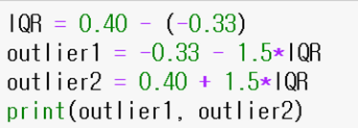 IQR = 0.40 - (-0.33)
outlier1 = -0.33 - 1.5*IQR
outlier2 = 0.40 + 1.5*IQR
print(outlier1, outlier2)